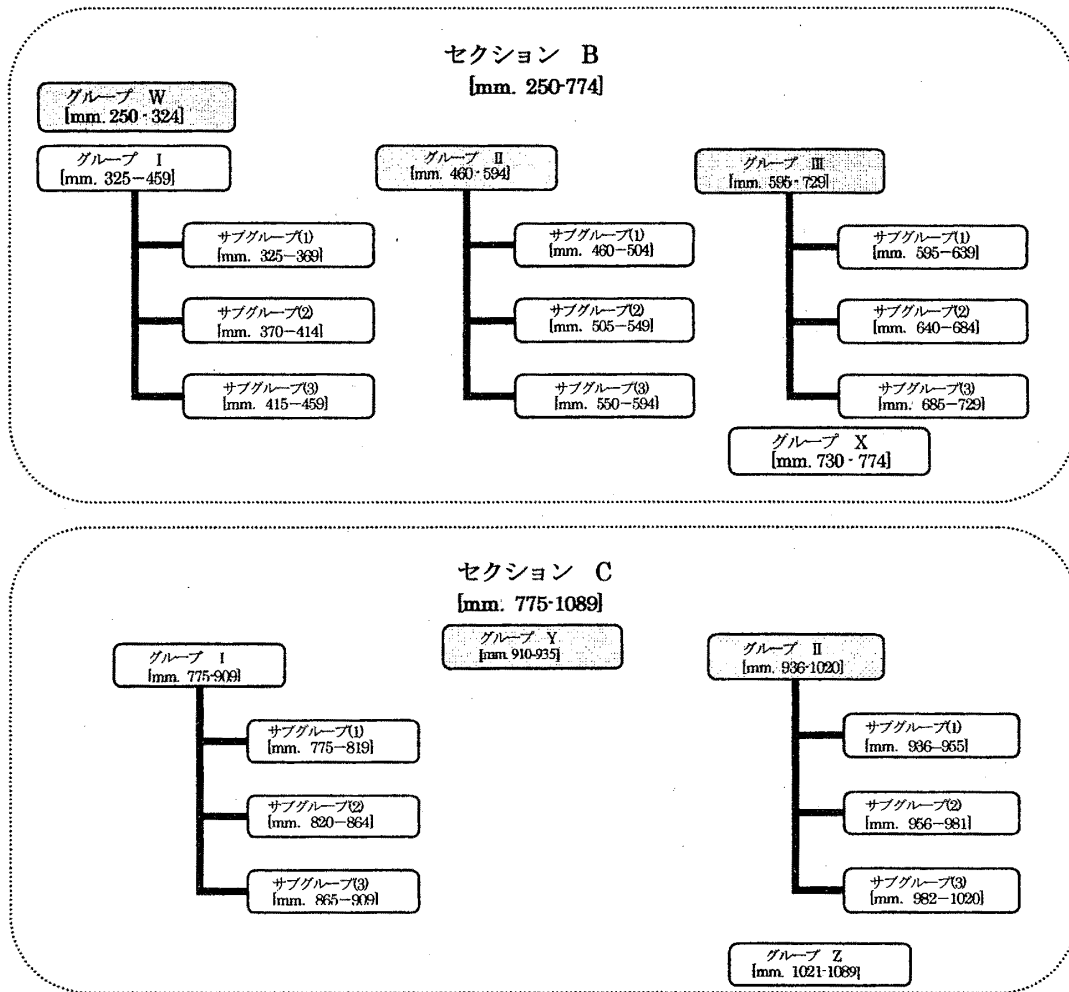 セクション B
[mm. 250-774]
グループ W
[mm. 250-324]
グループ I
[mm. 325-459]
サブグループ(1)
[mm. 325-369]
サブグループ(2)
[mm. 370-414]
サブグループ(3)
[mm. 415-459]
グループ II
[mm. 460-594]
サブグループ(1)
[mm. 460-504]
サブグループ(2)
[mm. 505-549]
サブグループ(3)
[mm. 550-594]
グループ III
[mm. 595-729]
サブグループ(1)
[mm. 595-639]
サブグループ(2)
[mm. 640-684]
サブグループ(3)
[mm. 685-729]
グループ X
[mm. 730-774]
セクション C
[mm. 775-1089]
グループ I
[mm. 775-909]
サブグループ(1)
[mm. 775-819]
サブグループ(2)
[mm. 820-864]
サブグループ(3)
[mm. 865-909]
グループ Y
[mm. 910-935]
グループ II
[mm. 936-1020]
サブグループ(1)
[mm. 936-955]
サブグループ(2)
[mm. 956-981]
サブグループ(3)
[mm. 982-1020]
グループ Z
[mm. 1021-1089]